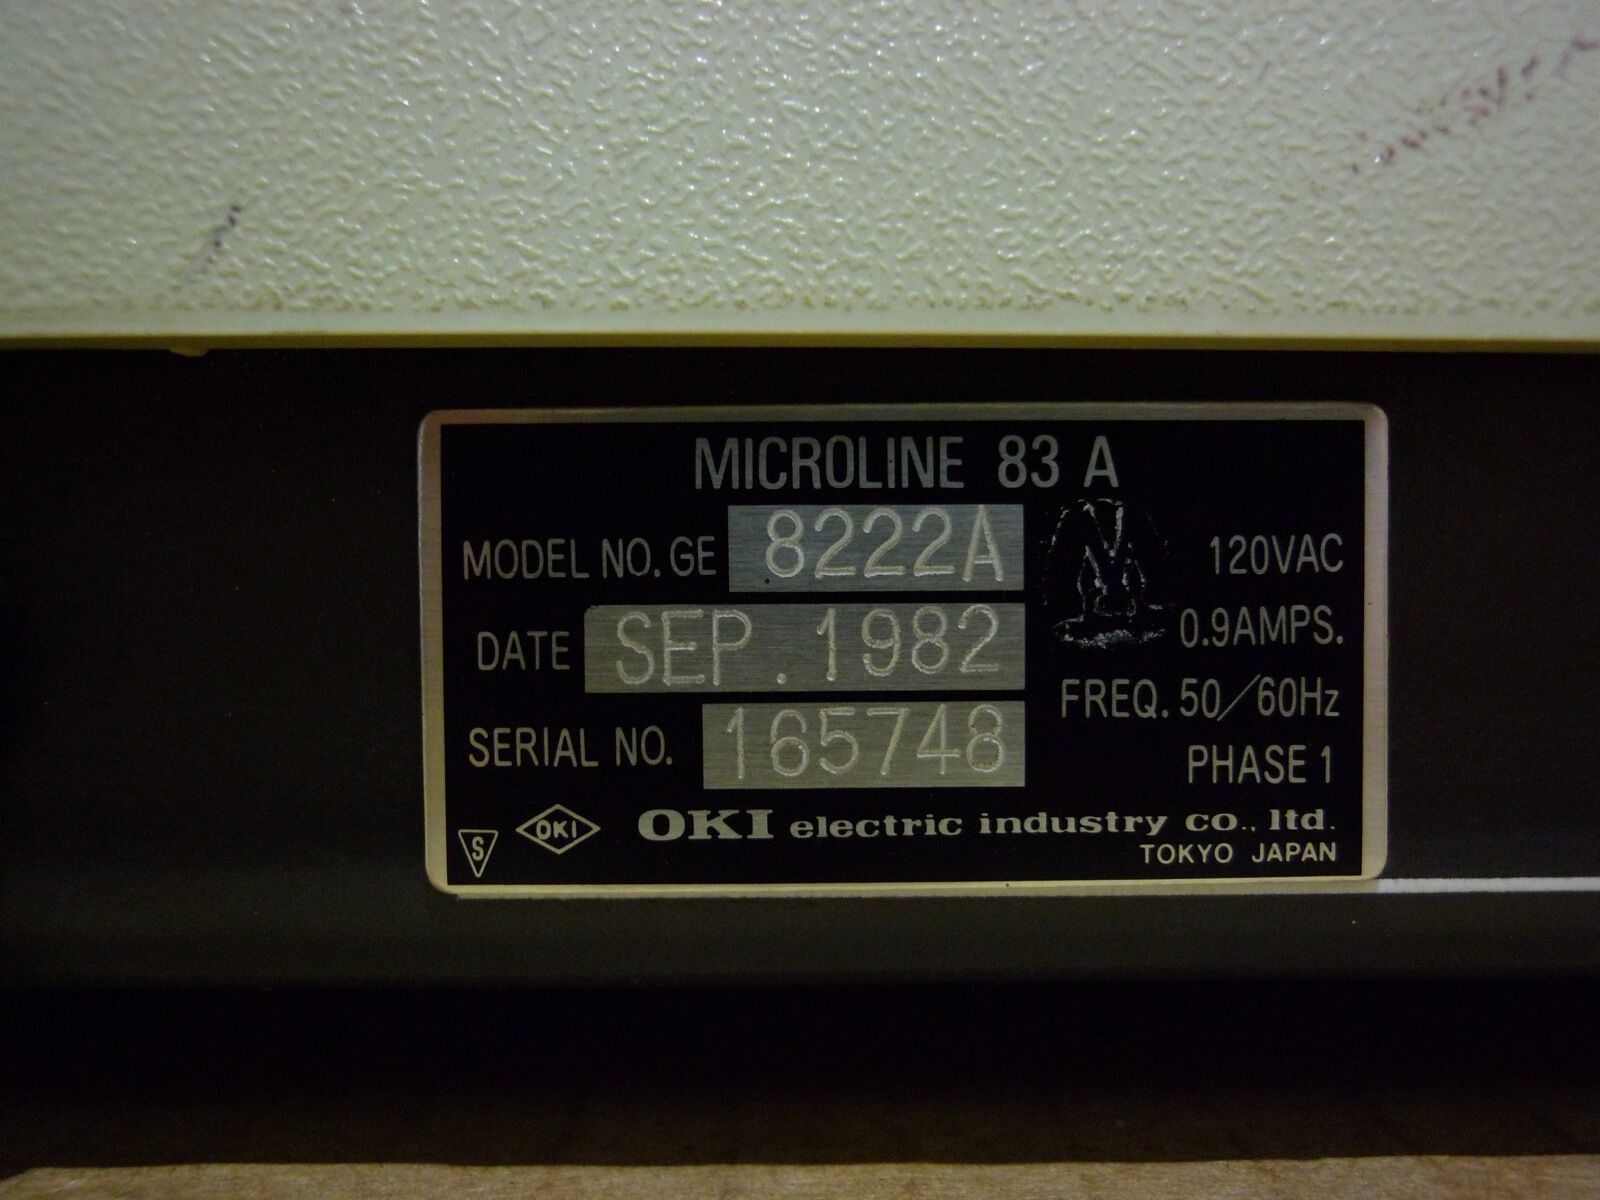 MICROLINE 83 A
MODEL NO. GE 8222A
120VAC
DATE SEP. 1982
0.9AMPS.
FREQ. 50/60Hz
SERIAL NO. 165748
PHASE 1
S OKI OKI electric industry co., ltd.
TOKYO JAPAN